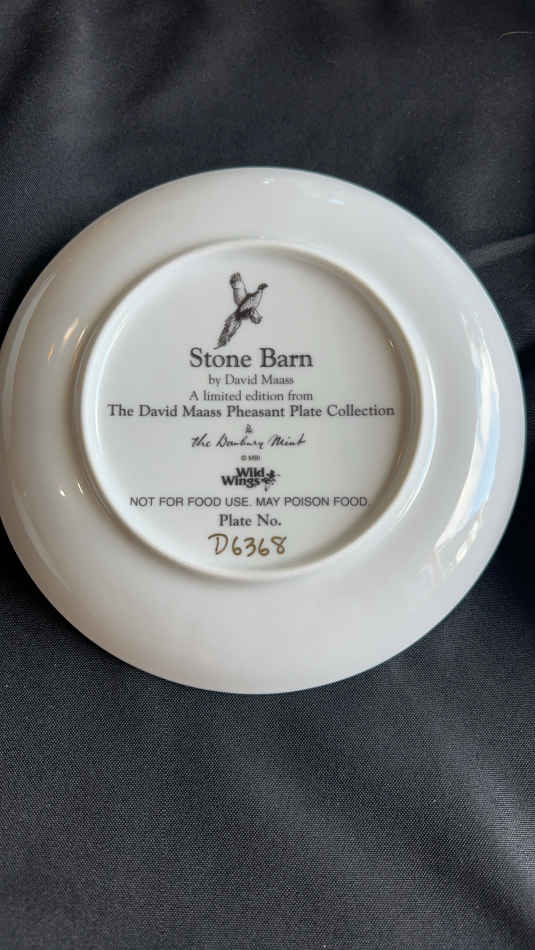 Stone Barn
by David Maass
A limited edition from
The David Maass Pheasant Plate Collection
the Danbury Mint
© MBI
Wild
Wings
NOT FOR FOOD USE. MAY POISON FOOD.
Plate No.
D6368